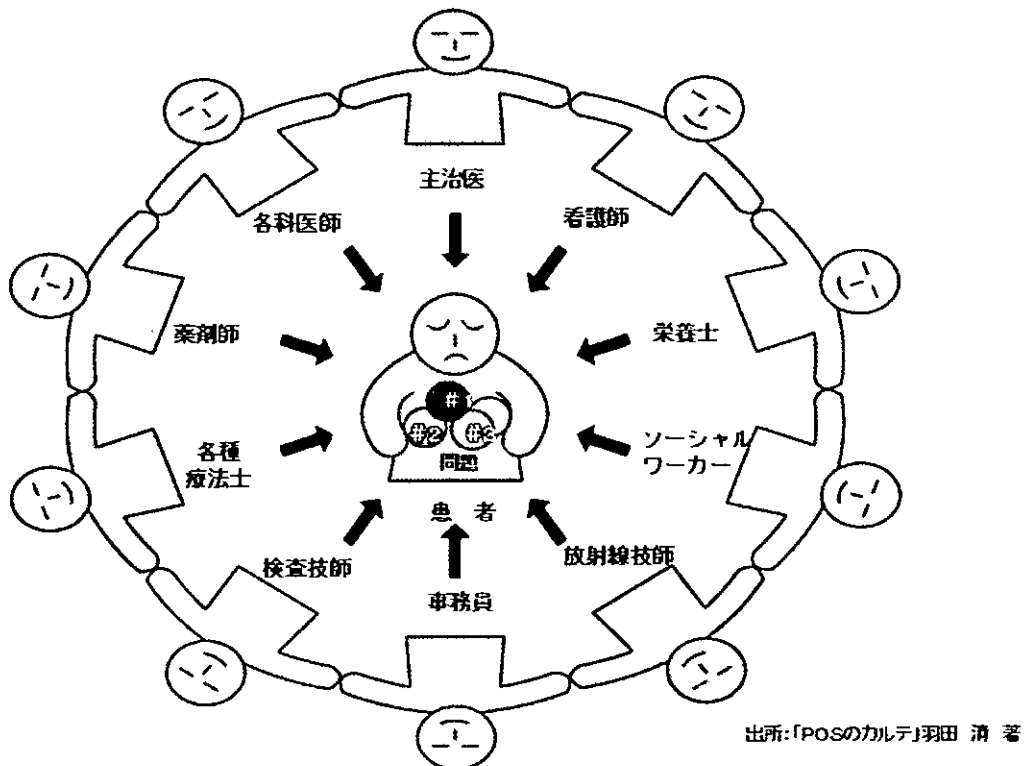 主治医
各科医師
看護師
薬剤師
栄養士
各種
療法士
ソーシャル
ワーカー
検査技師
放射線技師
事務員
#1
#2
#3
問題
患 者
出所:「POSのカルテ」羽田 清 著